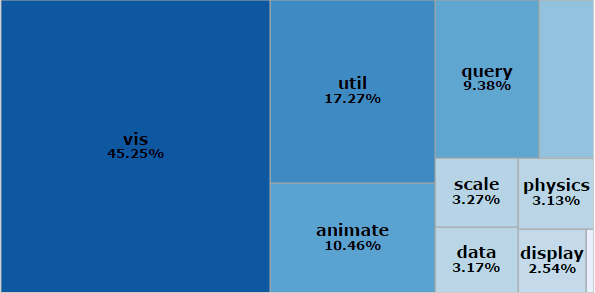 vis
45.25%
util
17.27%
query
9.38%
animate
10.46%
scale
3.27%
physics
3.13%
data
3.17%
display
2.54%